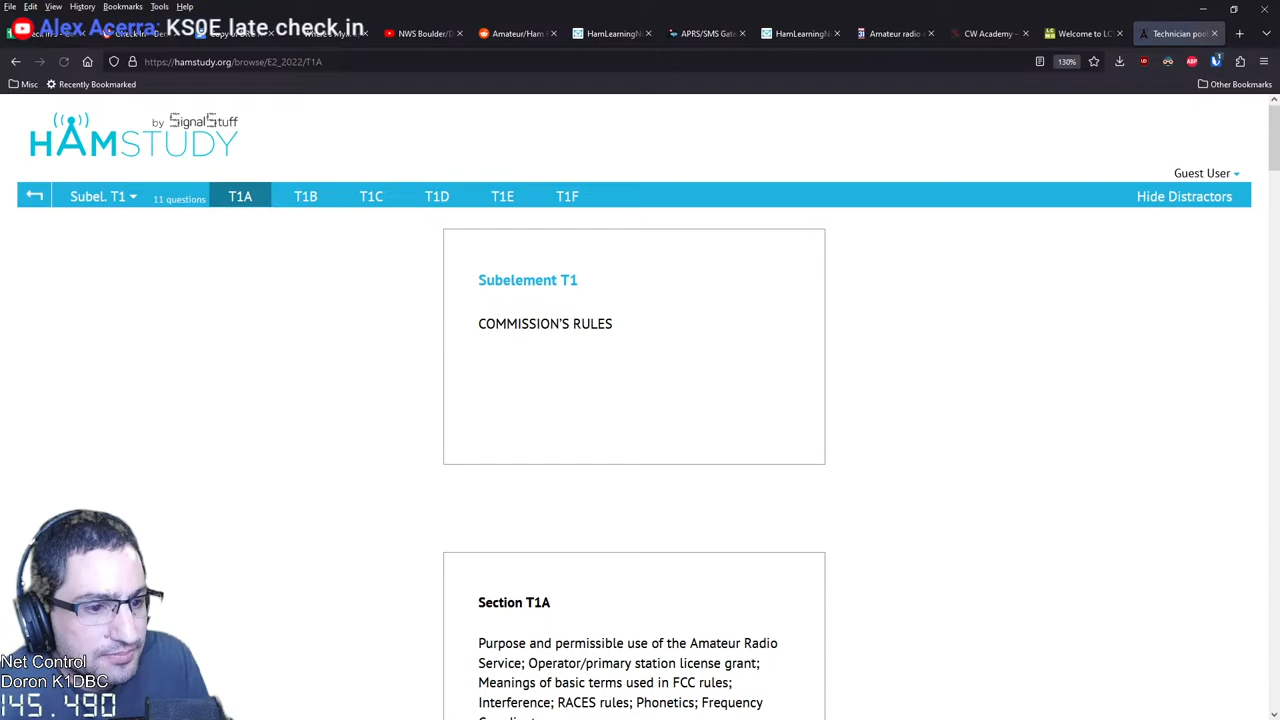 File Edit View History Bookmarks Tools Help
Alex Acerra: KS0E late check in
NWS Boulder/D
Amateur/Ham
HamLearningN
APRS/SMS Gate
HamLearningN
Amateur radio c
CW Academy –
Welcome to LC
Technician pool
https://hamstudy.org/browse/E2_2022/T1A
130%
Misc
Recently Bookmarked
Other Bookmarks
by SignalStuff
HAMSTUDY
Guest User
Subel. T1
11 questions
T1A
T1B
T1C
T1D
T1E
T1F
Hide Distractors
Subelement T1
COMMISSION'S RULES
Section T1A
Purpose and permissible use of the Amateur Radio
Service; Operator/primary station license grant;
Meanings of basic terms used in FCC rules;
Interference; RACES rules; Phonetics; Frequency
Net Control
Doron K1DBC
145.490